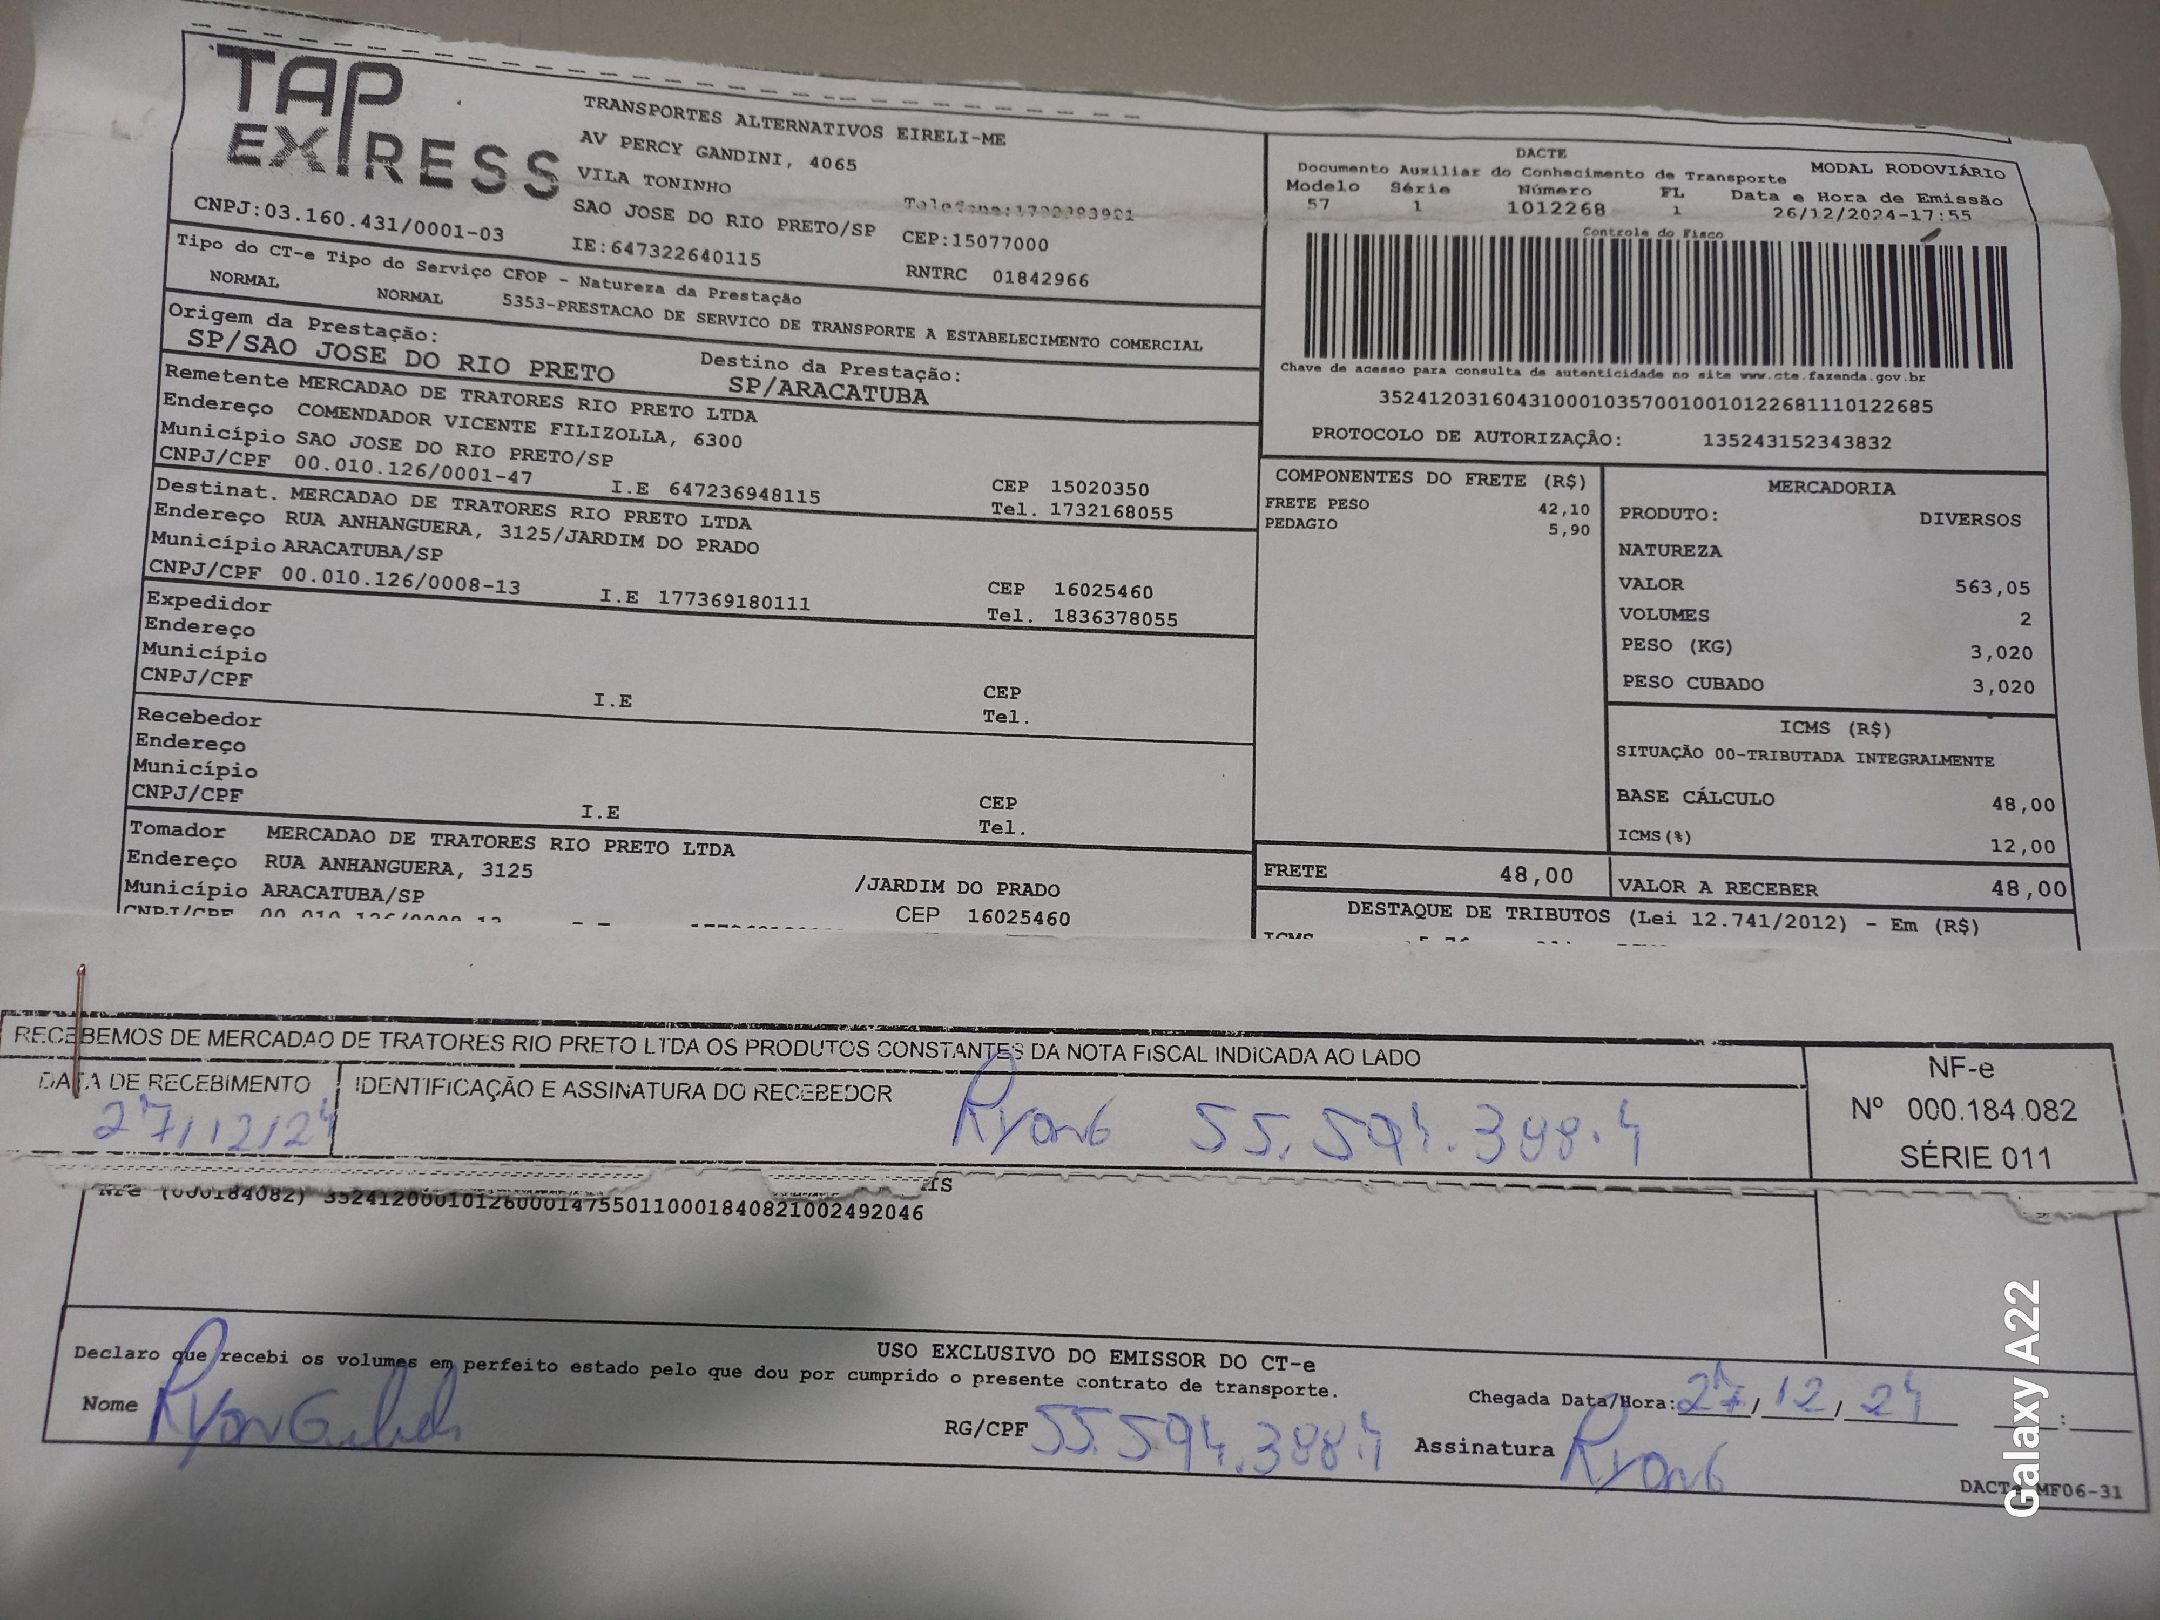 TAP EXPRESS
TRANSPORTES ALTERNATIVOS EIRELI-ME
AV PERCY GANDINI, 4065
VILA TONINHO
SAO JOSE DO RIO PRETO/SP CEP:15077000
CNPJ:03.160.431/0001-03 IE:647322640115 RNTRC 01842966
Tipo do CT-e Tipo do Serviço CFOP - Natureza da Prestação
NORMAL NORMAL 5353-PRESTACAO DE SERVICO DE TRANSPORTE A ESTABELECIMENTO COMERCIAL
Origem da Prestação: Destino da Prestação:
SP/SAO JOSE DO RIO PRETO SP/ARACATUBA
Remetente MERCADAO DE TRATORES RIO PRETO LTDA
Endereço COMENDADOR VICENTE FILIZOLLA, 6300
Município SAO JOSE DO RIO PRETO/SP CEP 15020350
CNPJ/CPF 00.010.126/0001-47 I.E 647236948115 Tel. 1732168055
Destinat. MERCADAO DE TRATORES RIO PRETO LTDA
Endereço RUA ANHANGUERA, 3125/JARDIM DO PRADO
Município ARACATUBA/SP CEP 16025460
CNPJ/CPF 00.010.126/0008-13 I.E 177369180111 Tel. 1836378055
Expedidor
Endereço
Município CEP
CNPJ/CPF I.E Tel.
Recebedor
Endereço
Município CEP
CNPJ/CPF I.E Tel.
Tomador MERCADAO DE TRATORES RIO PRETO LTDA
Endereço RUA ANHANGUERA, 3125 /JARDIM DO PRADO
Município ARACATUBA/SP CEP 16025460
DACTE MODAL RODOVIÁRIO
Documento Auxiliar do Conhecimento de Transporte
Modelo Série Número FL Data e Hora de Emissão
57 1 1012268 1 26/12/2024-17:55
Controle do Fisco
Chave de acesso para consulta de autenticidade no site www.cte.fazenda.gov.br
35241203160431000103570010010122681110122685
PROTOCOLO DE AUTORIZAÇÃO: 135243152343832
COMPONENTES DO FRETE (R$)
FRETE PESO 42,10
PEDAGIO 5,90
MERCADORIA
PRODUTO: DIVERSOS
NATUREZA
VALOR 563,05
VOLUMES 2
PESO (KG) 3,020
PESO CUBADO 3,020
ICMS (R$)
SITUAÇÃO 00-TRIBUTADA INTEGRALMENTE
BASE CÁLCULO 48,00
ICMS(%) 12,00
FRETE 48,00 VALOR A RECEBER 48,00
DESTAQUE DE TRIBUTOS (Lei 12.741/2012) - Em (R$)
RECEBEMOS DE MERCADAO DE TRATORES RIO PRETO LTDA OS PRODUTOS CONSTANTES DA NOTA FISCAL INDICADA AO LADO
DATA DE RECEBIMENTO IDENTIFICAÇÃO E ASSINATURA DO RECEBEDOR
27/12/24 Ryan G 55.594.398.4
NF-e
Nº 000.184.082
SÉRIE 011
NFe (000184082) 35241200010126000147550110001840821002492046
USO EXCLUSIVO DO EMISSOR DO CT-e
Declaro que recebi os volumes em perfeito estado pelo que dou por cumprido o presente contrato de transporte.
Nome Ryan RG/CPF 55.594.398.4
Chegada Data/Hora: 27/12/24 :
Assinatura Ryan G
DACTE MF06-31
Galaxy A22